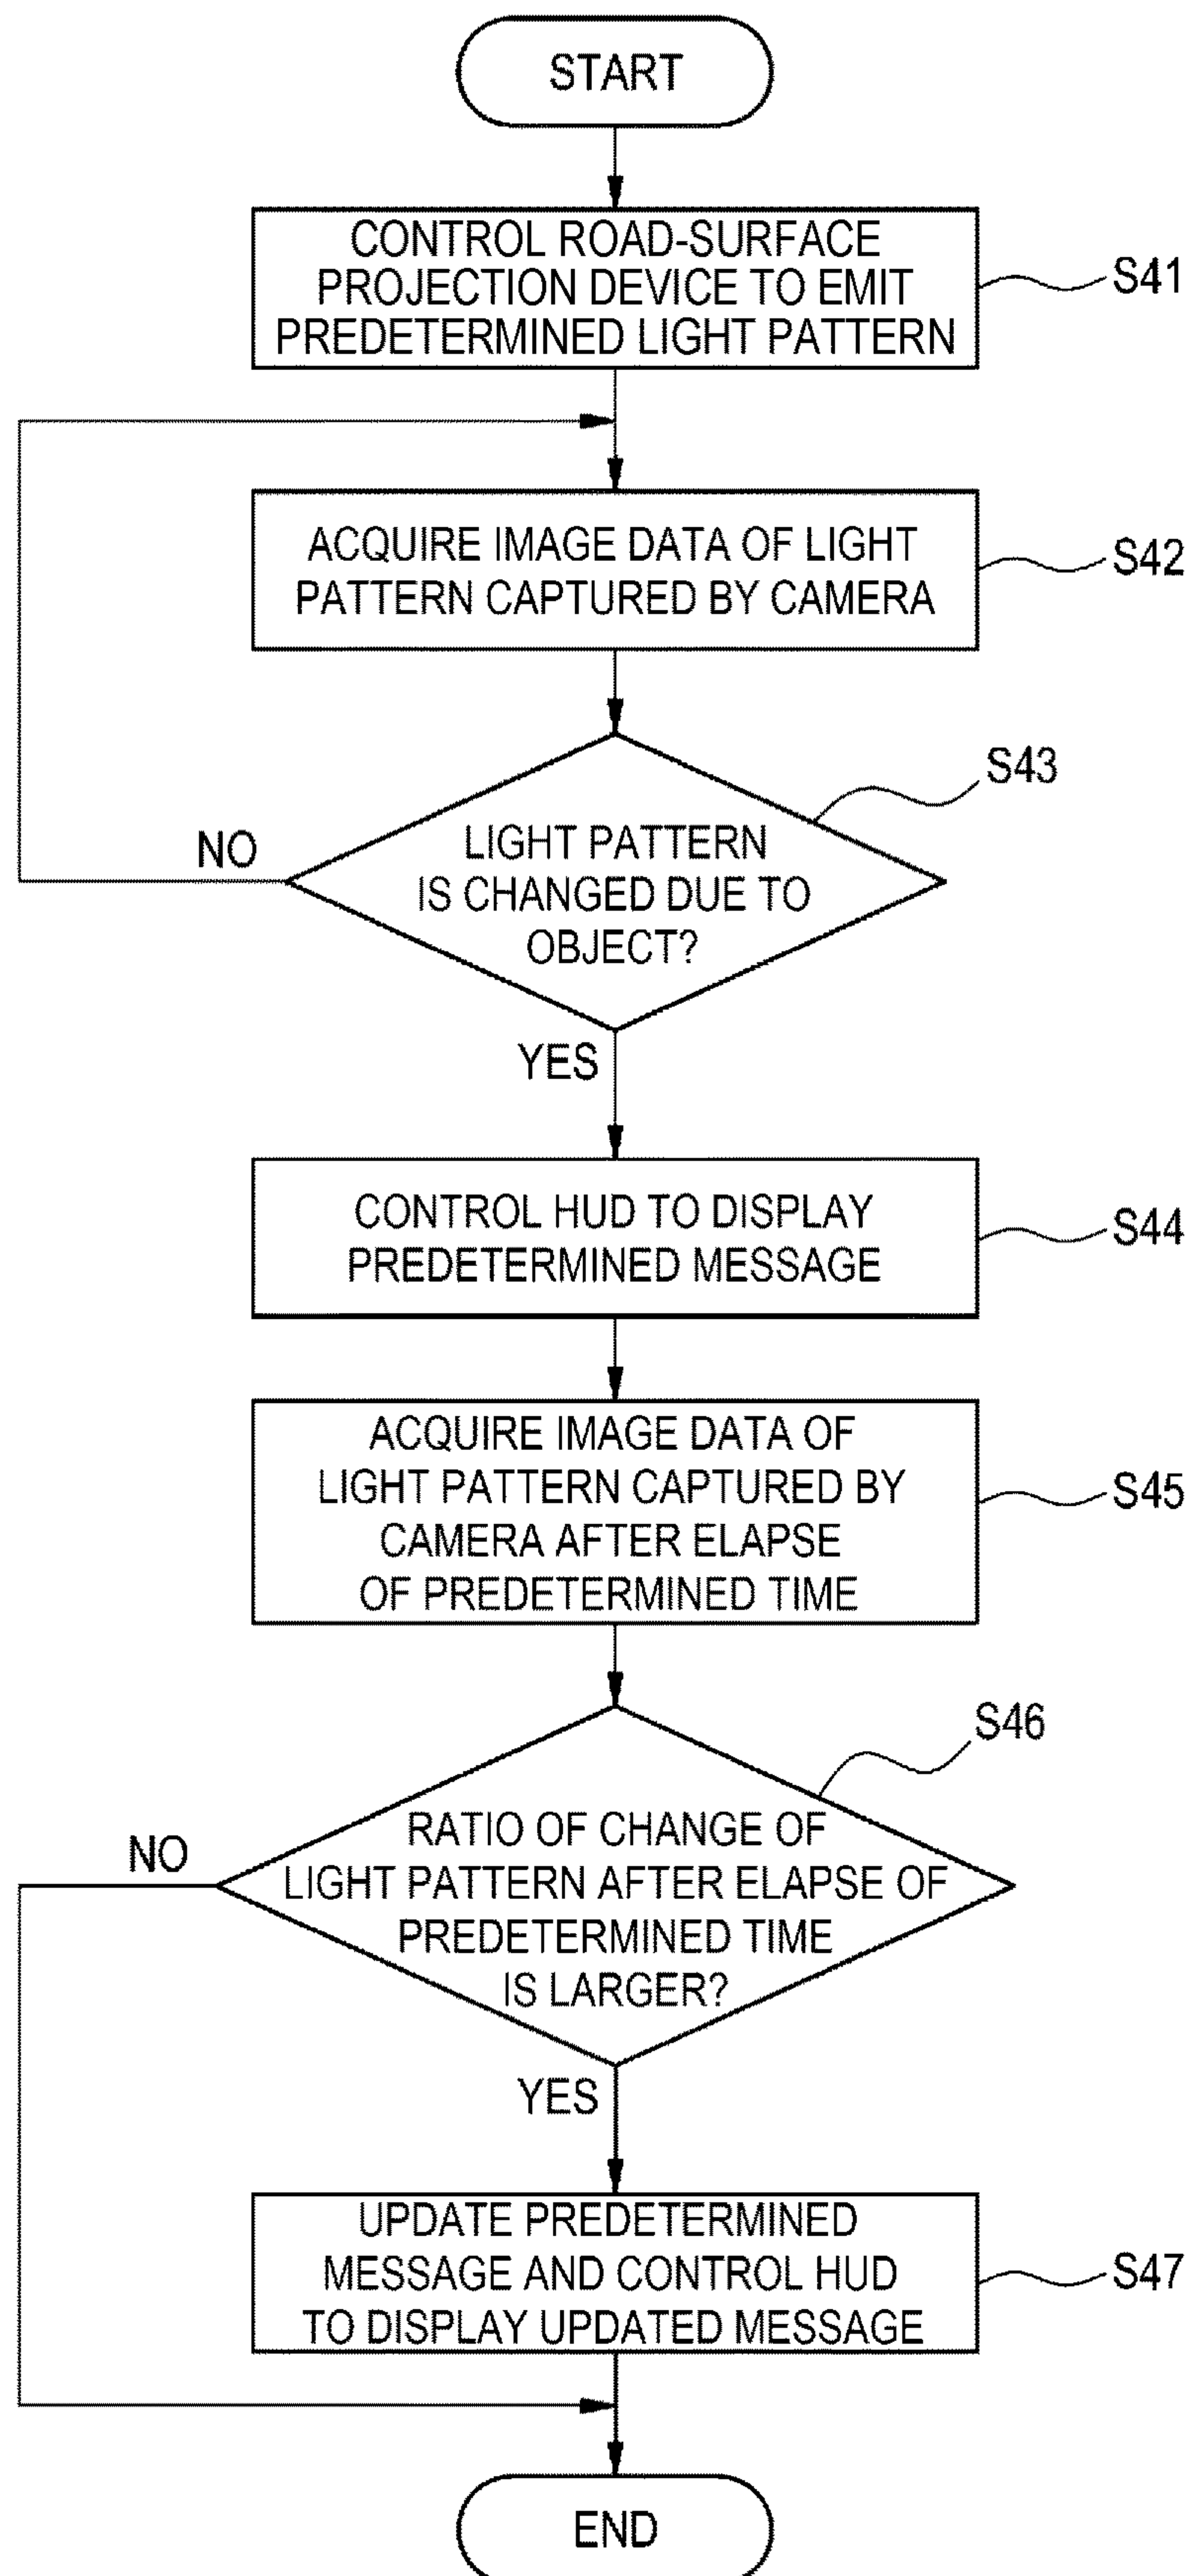 START
CONTROL ROAD-SURFACE
PROJECTION DEVICE TO EMIT
PREDETERMINED LIGHT PATTERN
S41
ACQUIRE IMAGE DATA OF LIGHT
PATTERN CAPTURED BY CAMERA
S42
S43
LIGHT PATTERN
IS CHANGED DUE TO
OBJECT?
NO
YES
CONTROL HUD TO DISPLAY
PREDETERMINED MESSAGE
S44
ACQUIRE IMAGE DATA OF
LIGHT PATTERN CAPTURED BY
CAMERA AFTER ELAPSE
OF PREDETERMINED TIME
S45
S46
RATIO OF CHANGE OF
LIGHT PATTERN AFTER ELAPSE OF
PREDETERMINED TIME
IS LARGER?
NO
YES
UPDATE PREDETERMINED
MESSAGE AND CONTROL HUD
TO DISPLAY UPDATED MESSAGE
S47
END